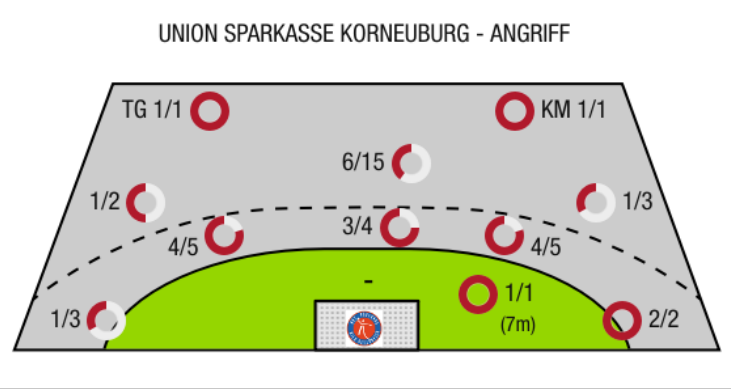 UNION SPARKASSE KORNEUBURG - ANGRIFF
TG 1/1
KM 1/1
6/15
1/2
1/3
3/4
4/5
4/5
-
1/1
(7m)
1/3
2/2